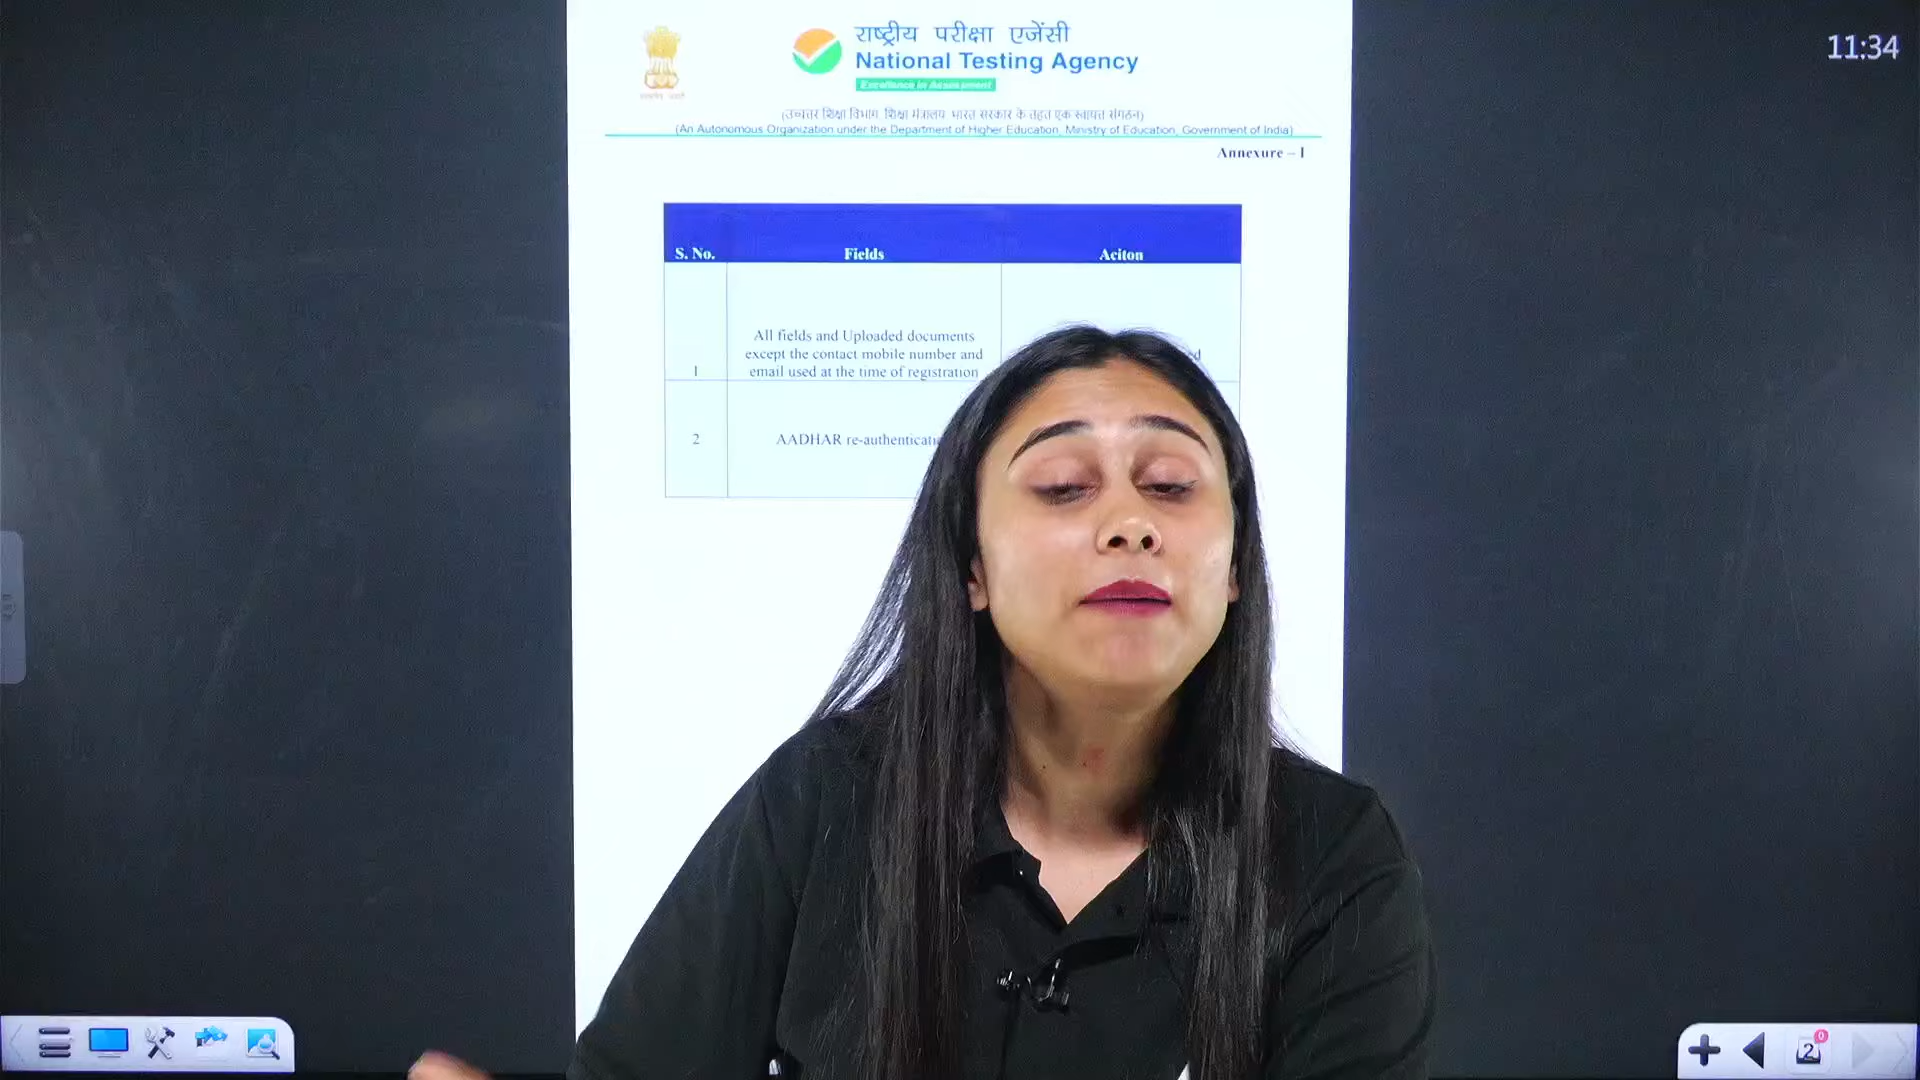 राष्ट्रीय परीक्षा एजेंसी
National Testing Agency
Excellence in Assessment
(उच्चतर शिक्षा विभाग, शिक्षा मंत्रालय, भारत सरकार के तहत एक स्वायत्त संगठन)
(An Autonomous Organization under the Department of Higher Education, Ministry of Education, Government of India)
Annexure – I
S. No. Fields Aciton
All fields and Uploaded documents
except the contact mobile number and
1 email used at the time of registration
2 AADHAR
11:34
2
0